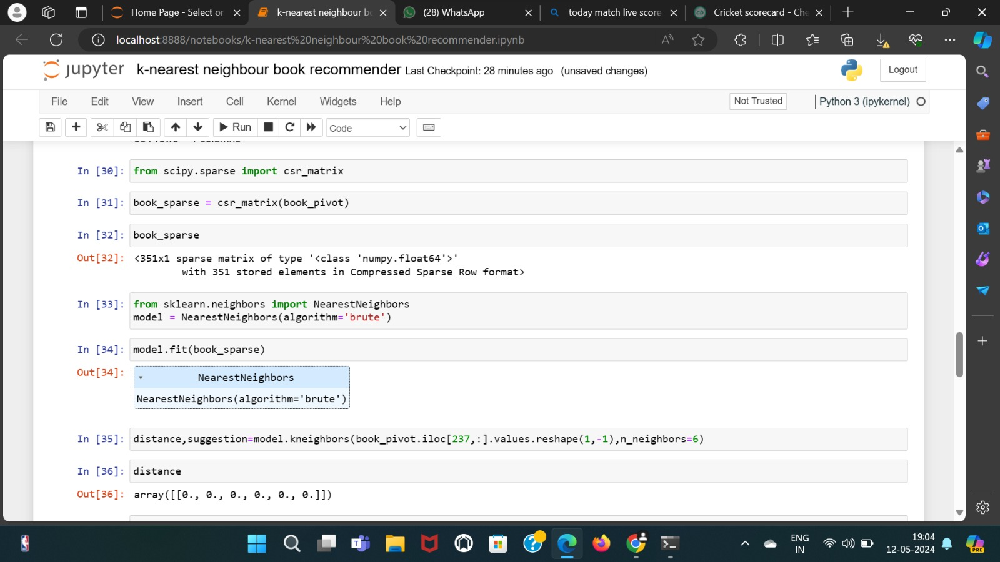 Home Page - Select or
k-nearest neighbour b
(28) WhatsApp
today match live score
Cricket scorecard - Che
localhost:8888/notebooks/k-nearest%20neighbour%20book%20recommender.ipynb
jupyter k-nearest neighbour book recommender Last Checkpoint: 28 minutes ago (unsaved changes)
Logout
File Edit View Insert Cell Kernel Widgets Help
Not Trusted
Python 3 (ipykernel)
Run
Code
In [30]: from scipy.sparse import csr_matrix
In [31]: book_sparse = csr_matrix(book_pivot)
In [32]: book_sparse
Out[32]: <351x1 sparse matrix of type '<class 'numpy.float64'>'
with 351 stored elements in Compressed Sparse Row format>
In [33]: from sklearn.neighbors import NearestNeighbors
model = NearestNeighbors(algorithm='brute')
In [34]: model.fit(book_sparse)
Out[34]: NearestNeighbors
NearestNeighbors(algorithm='brute')
In [35]: distance,suggestion=model.kneighbors(book_pivot.iloc[237,:].values.reshape(1,-1),n_neighbors=6)
In [36]: distance
Out[36]: array([[0., 0., 0., 0., 0., 0.]])
ENG
IN
19:04
12-05-2024
PRE